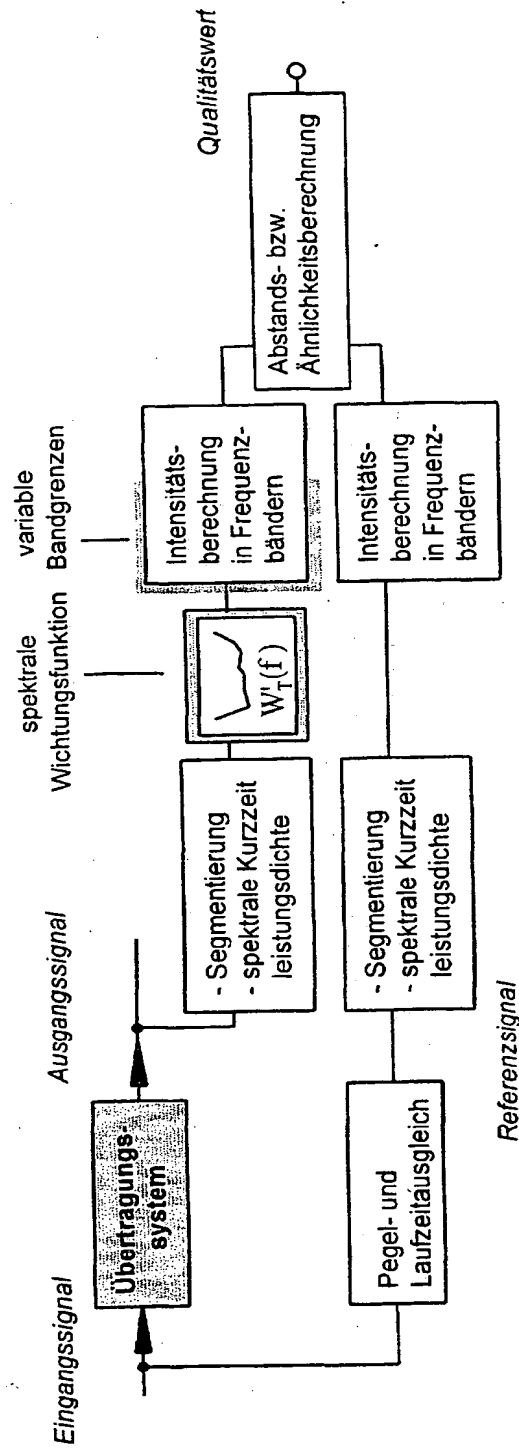 Eingangssignal
Übertragungs-
system
Ausgangssignal
spektrale
Wichtungsfunktion
variable
Bandgrenzen
Qualitätswert
- Segmentierung
- spektrale Kurzzeit
leistungsdichte
W'T(f)
Intensitäts-
berechnung
in Frequenz-
bändern
Abstands- bzw.
Ähnlichkeitsberechnung
Pegel- und
Laufzeitausgleich
- Segmentierung
- spektrale Kurzzeit
leistungsdichte
Intensitäts-
berechnung
in Frequenz-
bändern
Referenzsignal